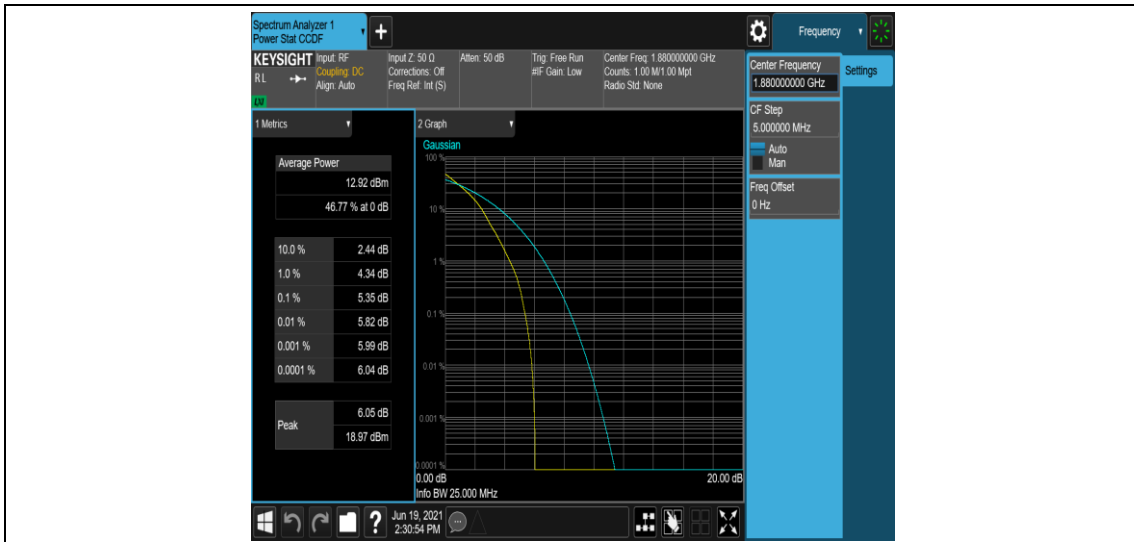 Spectrum Analyzer 1
Power Stat CCDF
+
Frequency
KEYSIGHT
RL
LXI
Input: RF
Coupling: DC
Align: Auto
Input Z: 50 Ω
Corrections: Off
Freq Ref: Int (S)
Atten: 50 dB
Trig: Free Run
#IF Gain: Low
Center Freq: 1.880000000 GHz
Counts: 1.00 M/1.00 Mpt
Radio Std: None
Center Frequency
1.880000000 GHz
Settings
CF Step
5.000000 MHz
Auto
Man
Freq Offset
0 Hz
1 Metrics
Average Power
12.92 dBm
46.77 % at 0 dB
10.0 % 2.44 dB
1.0 % 4.34 dB
0.1 % 5.35 dB
0.01 % 5.82 dB
0.001 % 5.99 dB
0.0001 % 6.04 dB
Peak
6.05 dB
18.97 dBm
2 Graph
Gaussian
100 %
10 %
1 %
0.1 %
0.01 %
0.001 %
0.0001 %
0.00 dB 20.00 dB
Info BW 25.000 MHz
?
Jun 19, 2021
2:30:54 PM